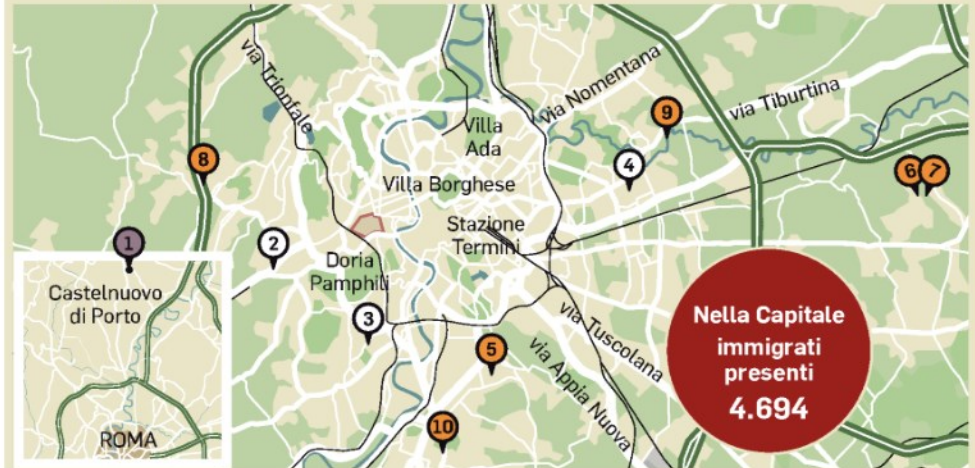 via Trionfale
via Nomentana
via Tiburtina
Villa
Ada
9
4
8
6
7
Villa Borghese
1
2
Stazione
Termini
Doria
Pamphili
Castelnuovo
di Porto
3
5
via Tuscolana
via Appia Nuova
10
ROMA
Nella Capitale
immigrati
presenti
4.694